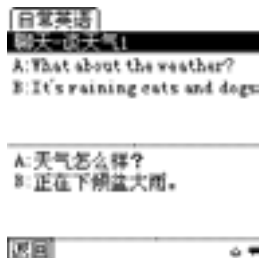 日常英语
聊天-谈天气1
A:What about the weather?
B:It's raining cats and dogs
A:天气怎么样?
B:正在下倾盆大雨。
返回